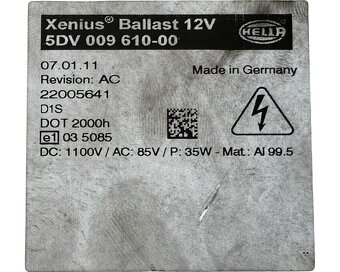 Xenius® Ballast 12V
5DV 009 610-00
HELLA
07.01.11
Made in Germany
Revision: AC
22005641
D1S
DOT 2000h
e1 03 5085
DC: 1100V / AC: 85V / P: 35W - Mat.: Al 99.5